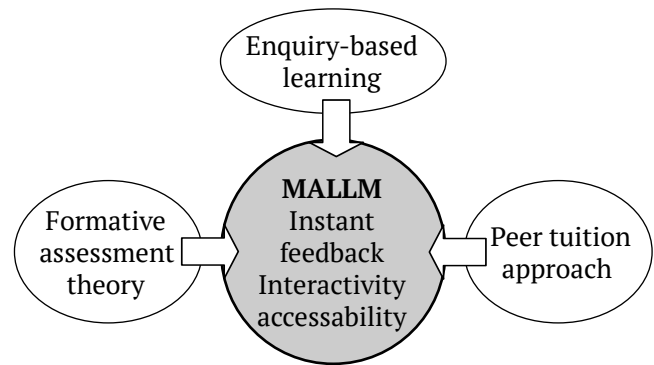 Enquiry-based
learning
MALLM
Instant
feedback
Interactivity
accessability
Formative
assessment
theory
Peer tuition
approach